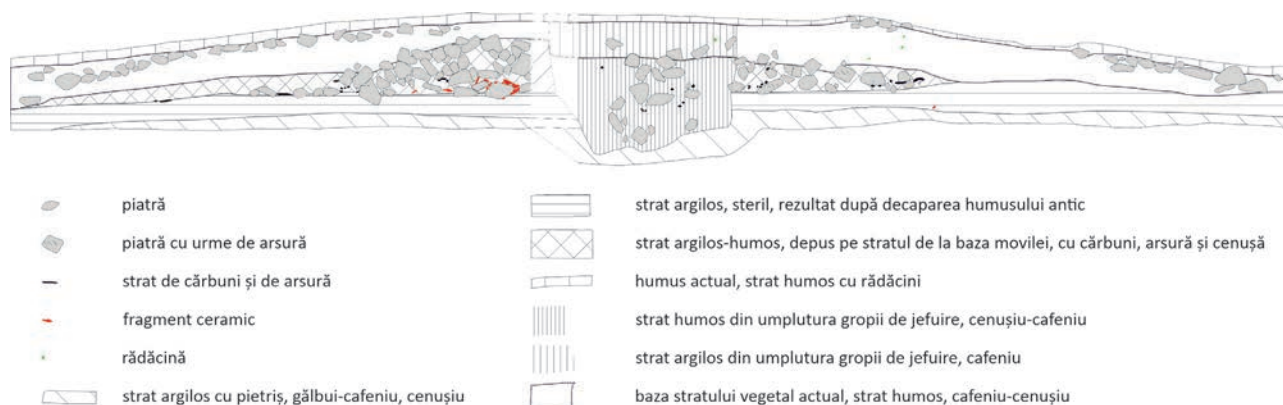 piatră
piatră cu urme de arsură
strat de cărbuni și de arsură
fragment ceramic
rădăcină
strat argilos cu pietriș, gălbui-cafeniu, cenușiu
strat argilos, steril, rezultat după decaparea humusului antic
strat argilos-humos, depus pe stratul de la baza movilei, cu cărbuni, arsură și cenușă
humus actual, strat humos cu rădăcini
strat humos din umplutura gropii de jefuire, cenușiu-cafeniu
strat argilos din umplutura gropii de jefuire, cafeniu
baza stratului vegetal actual, strat humos, cafeniu-cenușiu